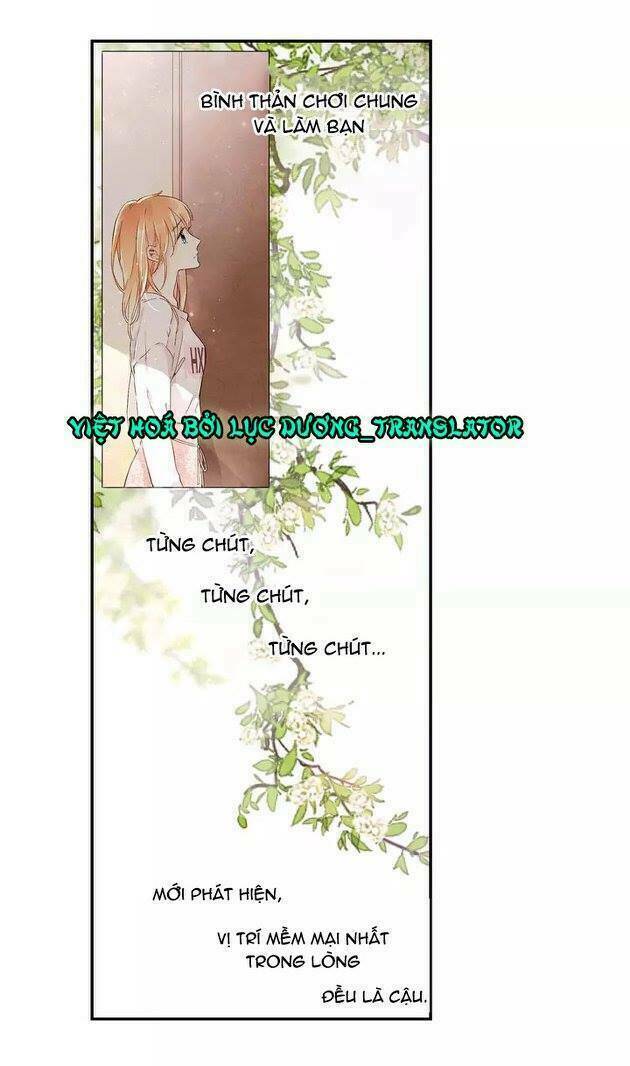 BÌNH THẢN CHƠI CHUNG
VÀ LÀM BẠN
HX
VIỆT HOÁ BỞI LỤC DƯƠNG_TRANSLATOR
TỪNG CHÚT,
TỪNG CHÚT,
TỪNG CHÚT...
MỚI PHÁT HIỆN,
VỊ TRÍ MỀM MẠI NHẤT
TRONG LÒNG
ĐỀU LÀ CẬU.